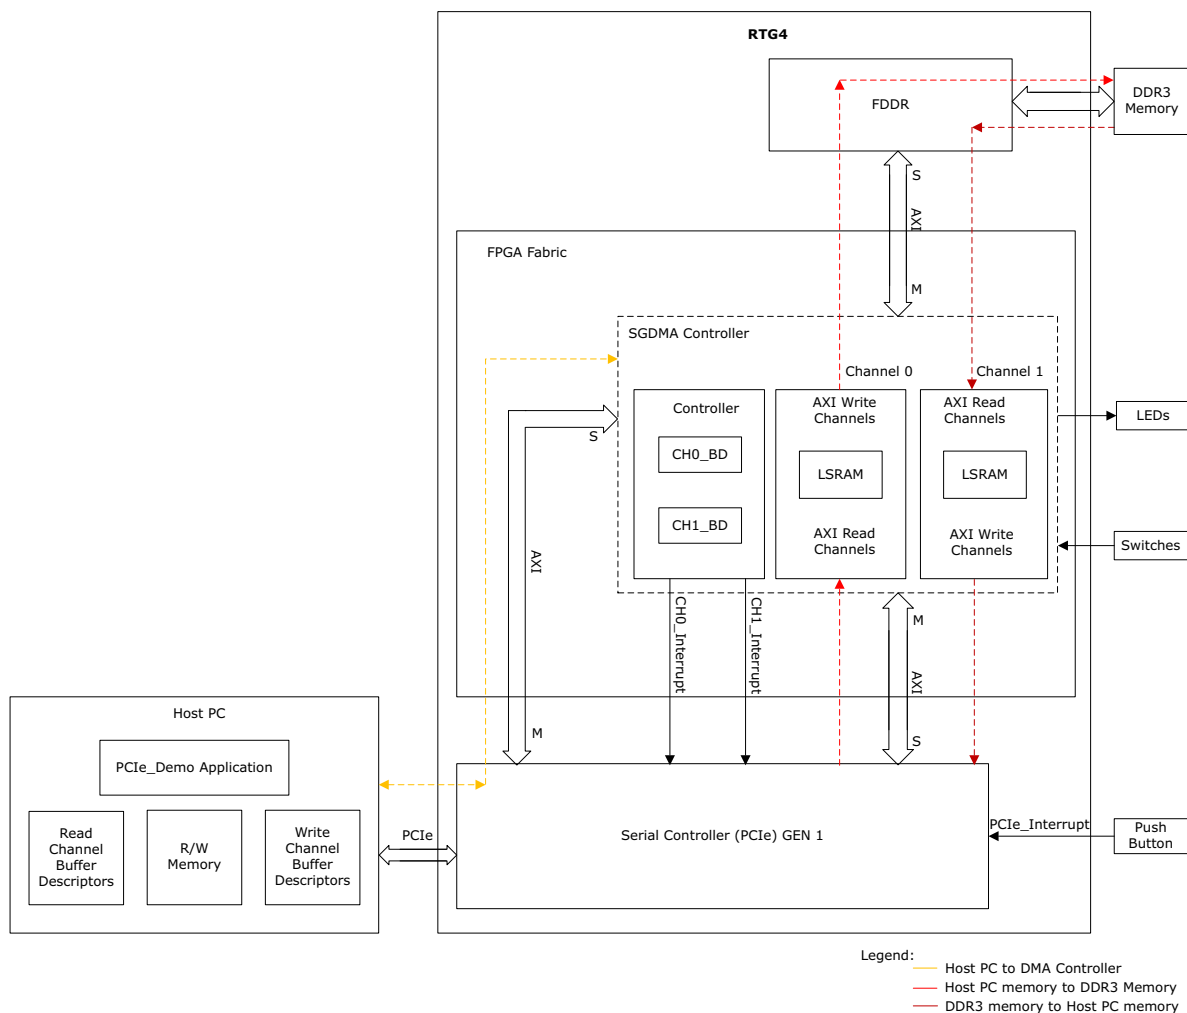 RTG4
FDDR
DDR3
Memory
S
AXI
M
FPGA Fabric
SGDMA Controller
Channel 0
Channel 1
Controller
CH0_BD
CH1_BD
AXI Write
Channels
LSRAM
AXI Read
Channels
AXI Read
Channels
LSRAM
AXI Write
Channels
LEDs
Switches
S
AXI
M
CH0_Interrupt
CH1_Interrupt
M
AXI
S
Host PC
PCIe_Demo Application
Read
Channel
Buffer
Descriptors
R/W
Memory
Write
Channel
Buffer
Descriptors
PCIe
Serial Controller (PCIe) GEN 1
PCIe_Interrupt
Push
Button
Legend:
Host PC to DMA Controller
Host PC memory to DDR3 Memory
DDR3 memory to Host PC memory